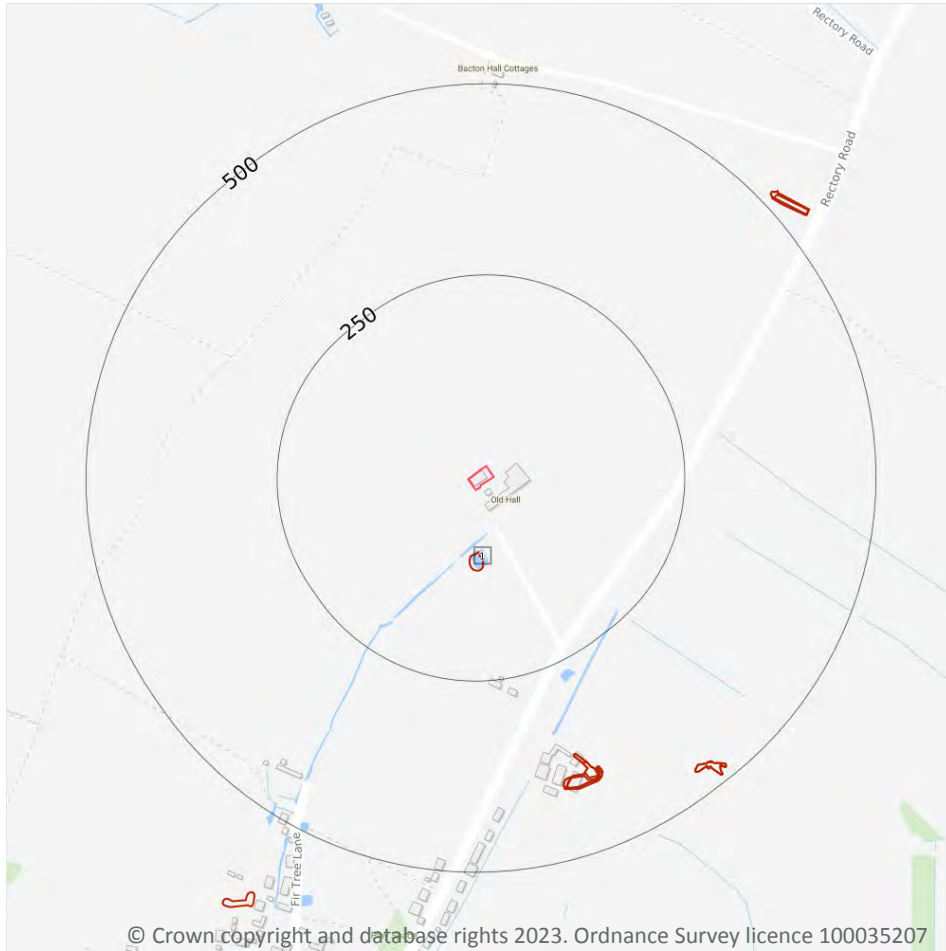 Rectory Road
Bacton Hall Cottages
Rectory Road
500
250
Old Hall
1
Fir Tree Lane
© Crown copyright and database rights 2023. Ordnance Survey licence 100035207